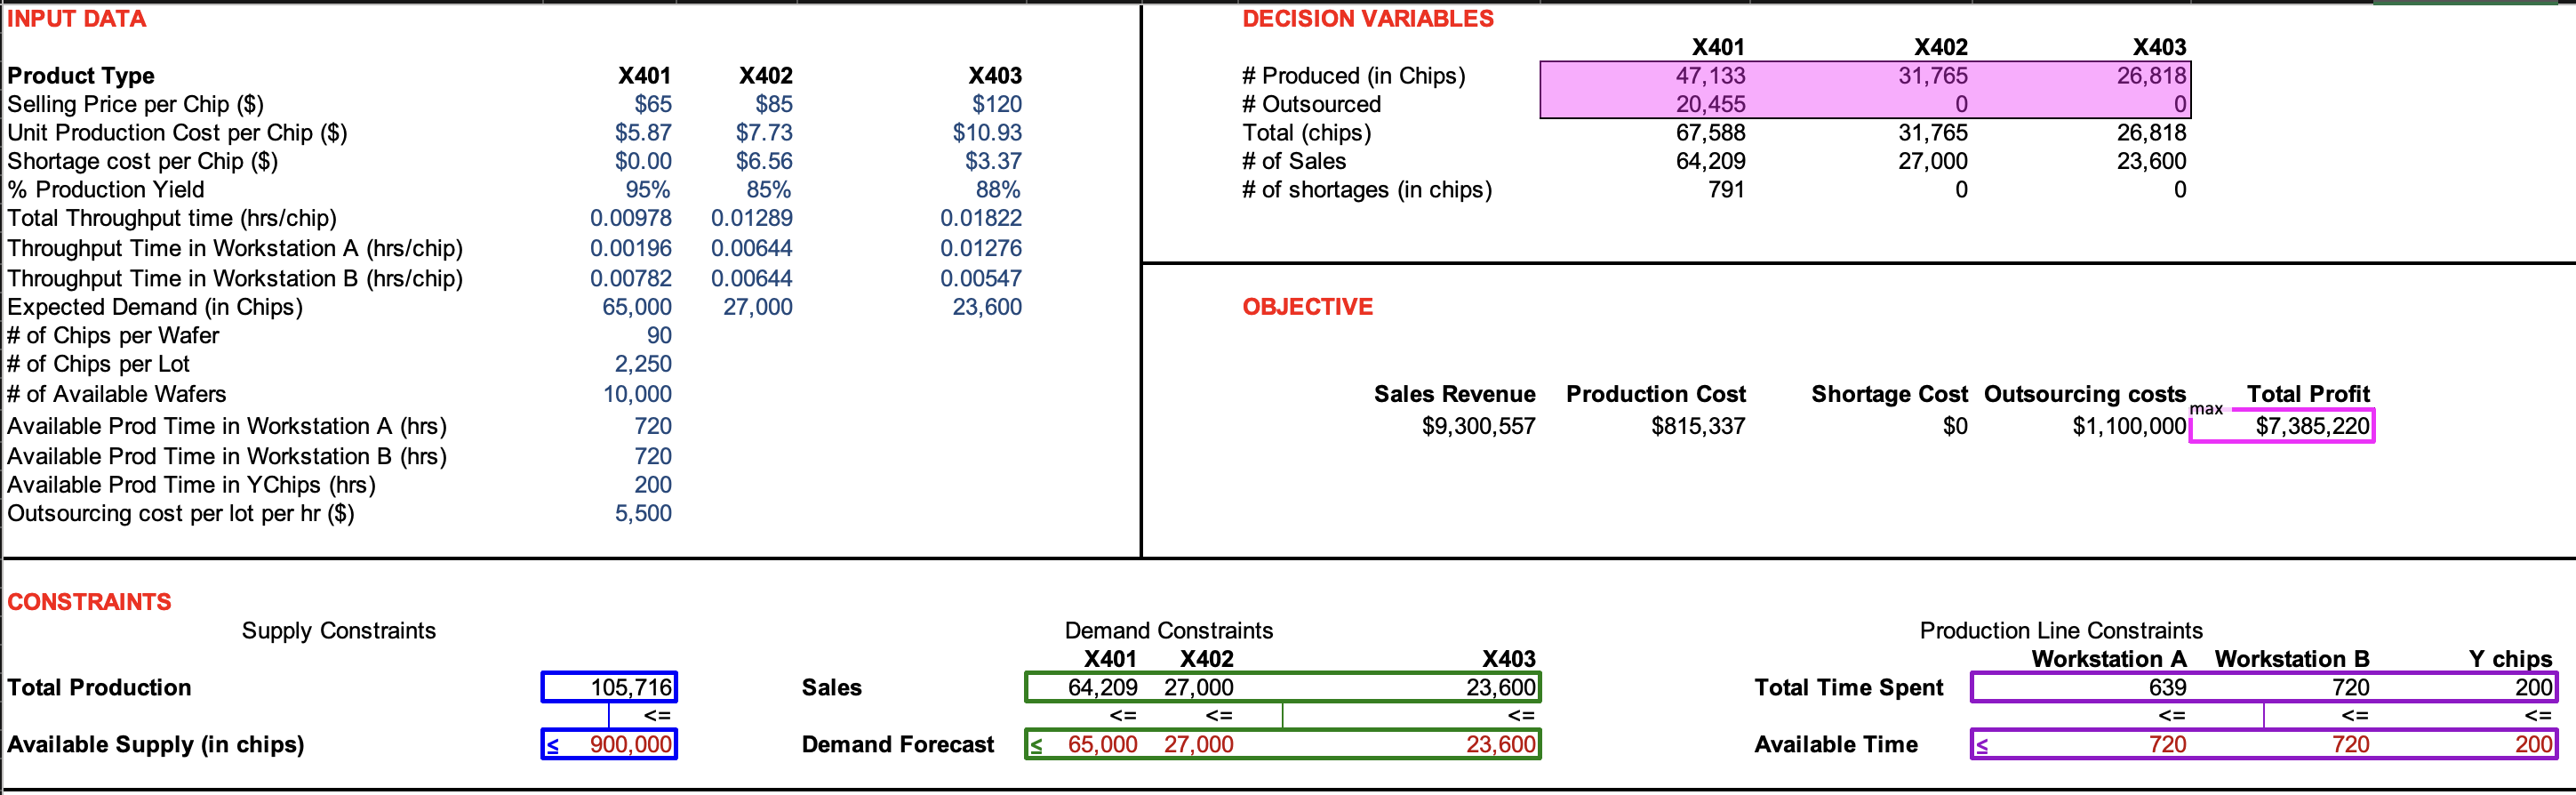 INPUT DATA
Product Type X401 X402 X403
Selling Price per Chip ($) $65 $85 $120
Unit Production Cost per Chip ($) $5.87 $7.73 $10.93
Shortage cost per Chip ($) $0.00 $6.56 $3.37
% Production Yield 95% 85% 88%
Total Throughput time (hrs/chip) 0.00978 0.01289 0.01822
Throughput Time in Workstation A (hrs/chip) 0.00196 0.00644 0.01276
Throughput Time in Workstation B (hrs/chip) 0.00782 0.00644 0.00547
Expected Demand (in Chips) 65,000 27,000 23,600
# of Chips per Wafer 90
# of Chips per Lot 2,250
# of Available Wafers 10,000
Available Prod Time in Workstation A (hrs) 720
Available Prod Time in Workstation B (hrs) 720
Available Prod Time in YChips (hrs) 200
Outsourcing cost per lot per hr ($) 5,500
DECISION VARIABLES
X401 X402 X403
# Produced (in Chips) 47,133 31,765 26,818
# Outsourced 20,455 0 0
Total (chips) 67,588 31,765 26,818
# of Sales 64,209 27,000 23,600
# of shortages (in chips) 791 0 0
OBJECTIVE
Sales Revenue Production Cost Shortage Cost Outsourcing costs Total Profit
max
$9,300,557 $815,337 $0 $1,100,000 $7,385,220
CONSTRAINTS
Supply Constraints
Total Production 105,716
<=
Available Supply (in chips) ≤ 900,000
Demand Constraints
X401 X402 X403
Sales 64,209 27,000 23,600
<= <= <=
Demand Forecast ≤ 65,000 27,000 23,600
Production Line Constraints
Workstation A Workstation B Y chips
Total Time Spent 639 720 200
<= <= <=
Available Time ≤ 720 720 200